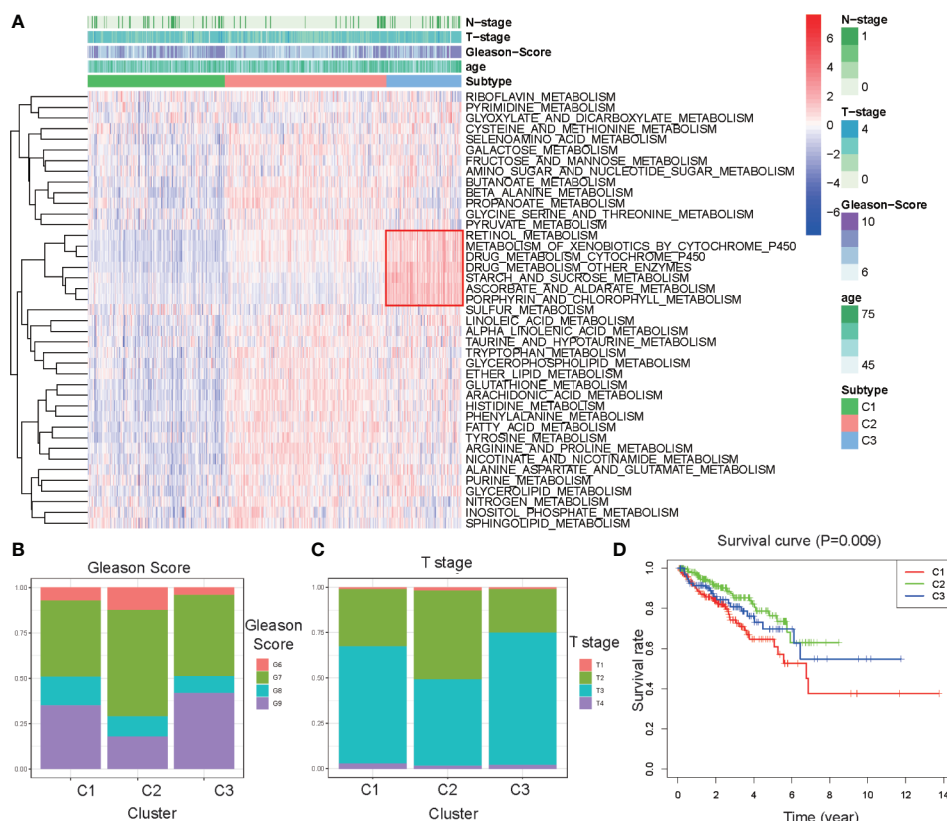 A
N-stage
T-stage
Gleason-Score
age
Subtype
RIBOFLAVIN_METABOLISM
PYRIMIDINE_METABOLISM
GLYOXYLATE_AND_DICARBOXYLATE_METABOLISM
CYSTEINE_AND_METHIONINE_METABOLISM
SELENOAMINO_ACID_METABOLISM
GALACTOSE_METABOLISM
FRUCTOSE_AND_MANNOSE_METABOLISM
AMINO_SUGAR_AND_NUCLEOTIDE_SUGAR_METABOLISM
BUTANOATE_METABOLISM
BETA_ALANINE_METABOLISM
PROPANOATE_METABOLISM
GLYCINE_SERINE_AND_THREONINE_METABOLISM
PYRUVATE_METABOLISM
RETINOL_METABOLISM
METABOLISM_OF_XENOBIOTICS_BY_CYTOCHROME_P450
DRUG_METABOLISM_CYTOCHROME_P450
DRUG_METABOLISM_OTHER_ENZYMES
STARCH_AND_SUCROSE_METABOLISM
ASCORBATE_AND_ALDARATE_METABOLISM
PORPHYRIN_AND_CHLOROPHYLL_METABOLISM
SULFUR_METABOLISM
LINOLEIC_ACID_METABOLISM
ALPHA_LINOLENIC_ACID_METABOLISM
TAURINE_AND_HYPOTAURINE_METABOLISM
TRYPTOPHAN_METABOLISM
GLYCEROPHOSPHOLIPID_METABOLISM
ETHER_LIPID_METABOLISM
GLUTATHIONE_METABOLISM
ARACHIDONIC_ACID_METABOLISM
HISTIDINE_METABOLISM
PHENYLALANINE_METABOLISM
FATTY_ACID_METABOLISM
TYROSINE_METABOLISM
ARGININE_AND_PROLINE_METABOLISM
NICOTINATE_AND_NICOTINAMIDE_METABOLISM
ALANINE_ASPARTATE_AND_GLUTAMATE_METABOLISM
PURINE_METABOLISM
GLYCEROLIPID_METABOLISM
NITROGEN_METABOLISM
INOSITOL_PHOSPHATE_METABOLISM
SPHINGOLIPID_METABOLISM
6
4
2
0
−2
−4
−6
N-stage
1
0
T-stage
4
0
Gleason-Score
10
6
age
75
45
Subtype
C1
C2
C3
B
Gleason Score
1.00
0.75
0.50
0.25
0.00
C1 C2 C3
Cluster
Gleason
Score
G6
G7
G8
G9
C
T stage
1.00
0.75
0.50
0.25
0.00
C1 C2 C3
Cluster
T stage
T1
T2
T3
T4
D
Survival curve (P=0.009)
C1
C2
C3
Survival rate
1.0
0.8
0.6
0.4
0.2
0.0
0 2 4 6 8 10 12 14
Time (year)